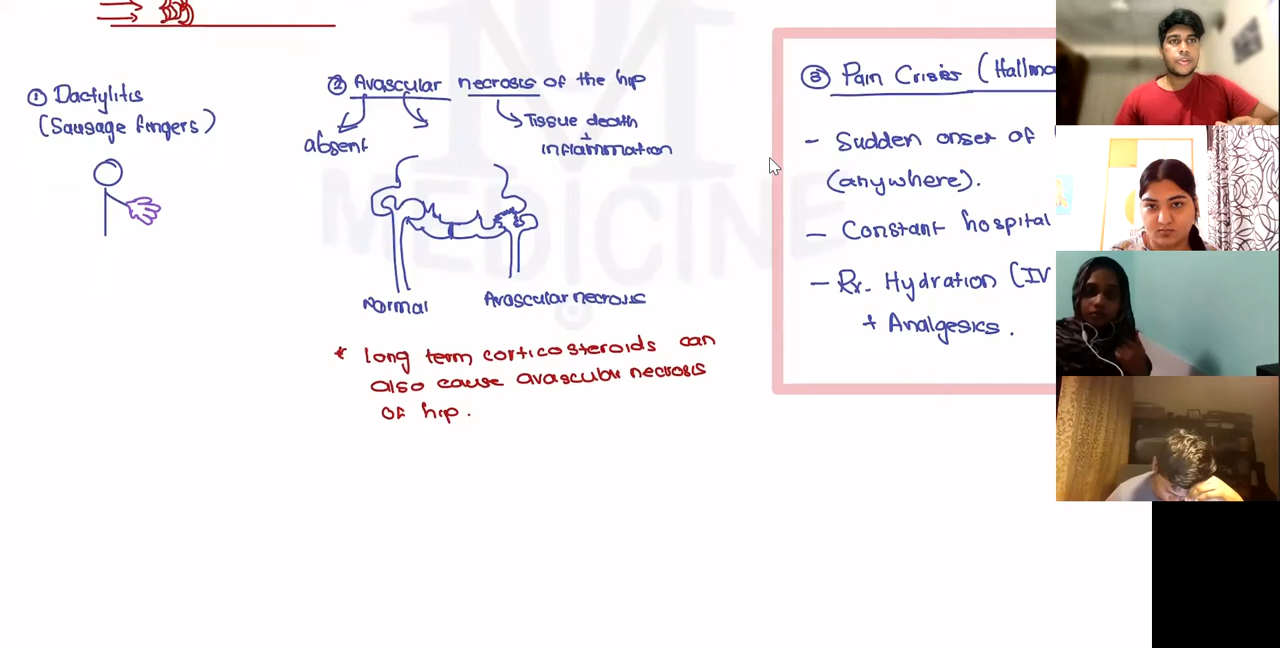 ① Dactylitis
(Sausage fingers)
② Avascular necrosis of the hip
absent
Tissue death
+
inflammation
Normal
Avascular necrosis
* long term corticosteroids can
also cause avascular necrosis
of hip.
③ Pain Crisis (Hallma
- Sudden onset of
(anywhere).
- Constant hospital
- Rx. Hydration (IV
+ Analgesics.
MEDICINE